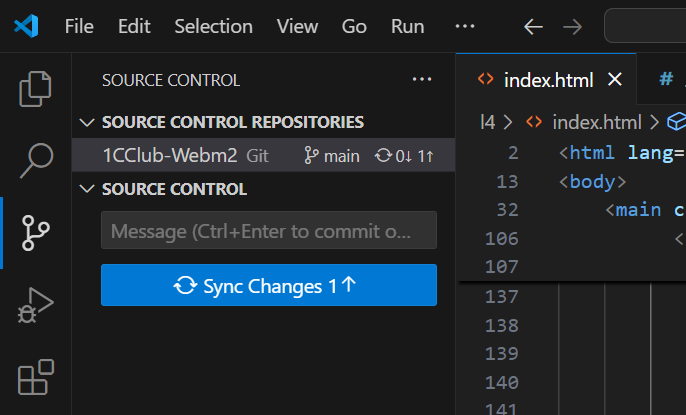 File Edit Selection View Go Run ···
SOURCE CONTROL ···
SOURCE CONTROL REPOSITORIES
1CClub-Webm2 Git main 0↓ 1↑
SOURCE CONTROL
Message (Ctrl+Enter to commit o...
Sync Changes 1↑
<> index.html × #
l4 > <> index.html >
2 <html lang=
13 <body>
32 <main c
106 <
107
137
138
139
140
141